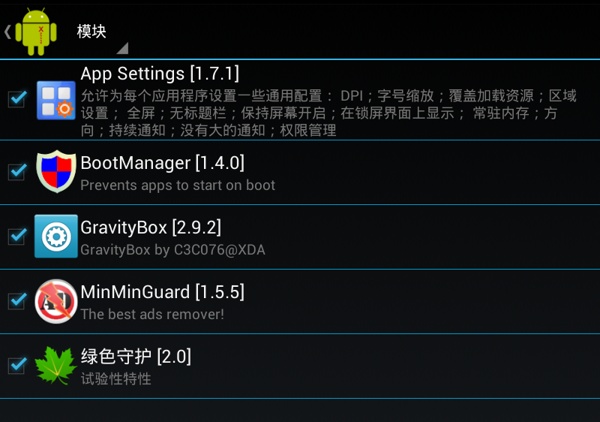 模块
App Settings [1.7.1]
允许为每个应用程序设置一些通用配置： DPI；字号缩放；覆盖加载资源；区域
设置； 全屏；无标题栏；保持屏幕开启；在锁屏界面上显示； 常驻内存；方
向；持续通知；没有大的通知；权限管理
BootManager [1.4.0]
Prevents apps to start on boot
GravityBox [2.9.2]
GravityBox by C3C076@XDA
MinMinGuard [1.5.5]
The best ads remover!
绿色守护 [2.0]
试验性特性